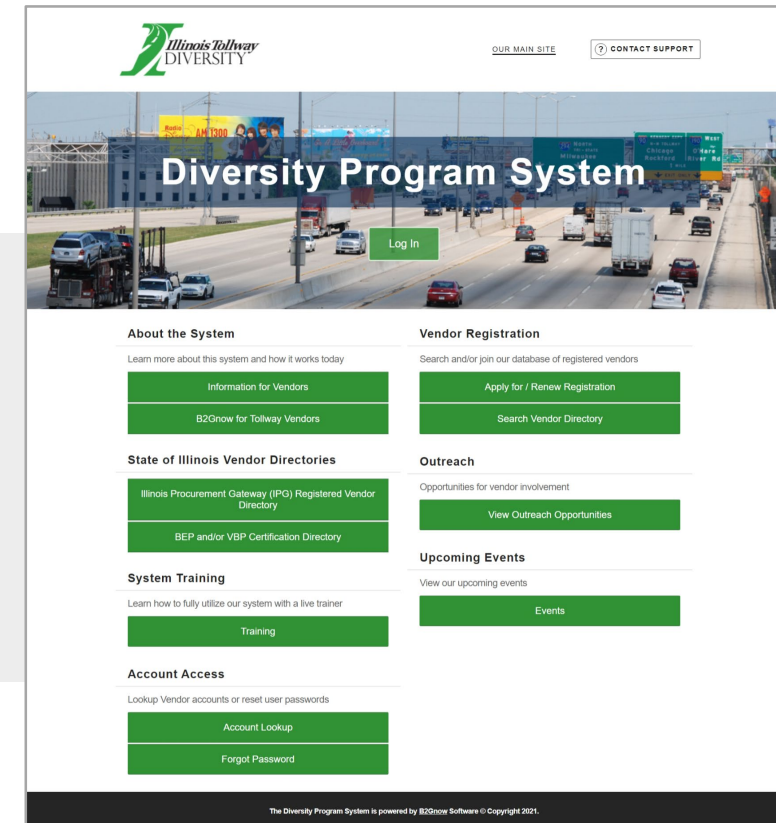 Illinois Tollway
DIVERSITY
OUR MAIN SITE
? CONTACT SUPPORT
AM 1300
Diversity Program System
Log In
About the System
Learn more about this system and how it works today
Information for Vendors
B2Gnow for Tollway Vendors
State of Illinois Vendor Directories
Illinois Procurement Gateway (IPG) Registered Vendor
Directory
BEP and/or VBP Certification Directory
System Training
Learn how to fully utilize our system with a live trainer
Training
Account Access
Lookup Vendor accounts or reset user passwords
Account Lookup
Forgot Password
Vendor Registration
Search and/or join our database of registered vendors
Apply for / Renew Registration
Search Vendor Directory
Outreach
Opportunities for vendor involvement
View Outreach Opportunities
Upcoming Events
View our upcoming events
Events
The Diversity Program System is powered by B2Gnow Software © Copyright 2021.